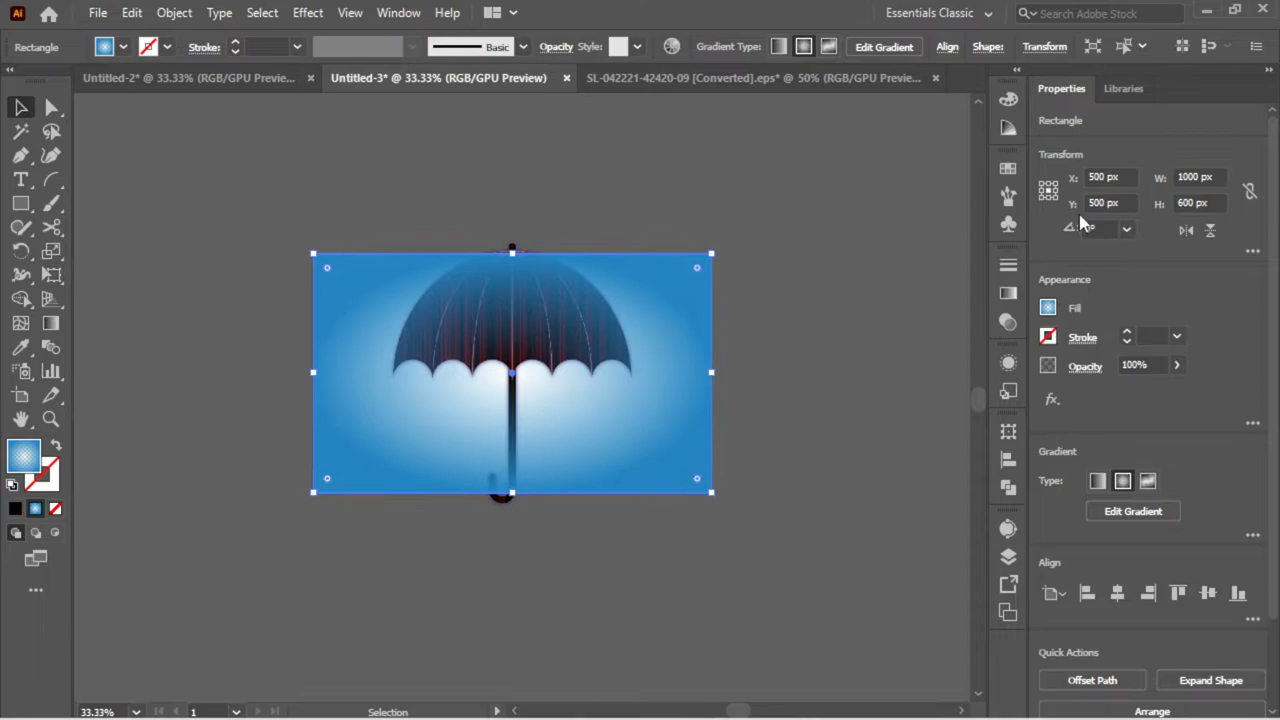 Ai File Edit Object Type Select Effect View Window Help Essentials Classic Search Adobe Stock
Rectangle Stroke: Basic Opacity Style: Gradient Type: Edit Gradient Align Shape: Transform
Untitled-2* @ 33.33% (RGB/GPU Previe... Untitled-3* @ 33.33% (RGB/GPU Preview) SL-042221-42420-09 [Converted].eps* @ 50% (RGB/GPU Preview...
Properties Libraries
Rectangle
Transform
X: 500 px W: 1000 px
Y: 500 px H: 600 px
Appearance
Fill
Stroke
Opacity 100%
fx.
Gradient
Type:
Edit Gradient
Align
Quick Actions
Offset Path Expand Shape
Arrange
33.33% 1 Selection